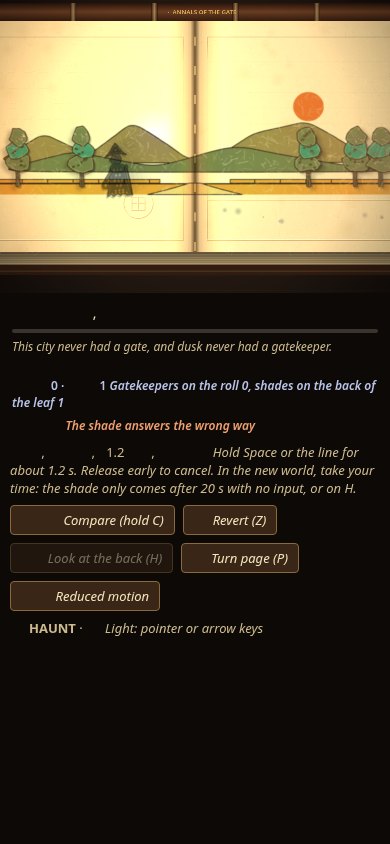 · ANNALS OF THE GATE
,
This city never had a gate, and dusk never had a gatekeeper.
0 · 1 Gatekeepers on the roll 0, shades on the back of
the leaf 1
The shade answers the wrong way
, , 1.2 , Hold Space or the line for
about 1.2 s. Release early to cancel. In the new world, take your
time: the shade only comes after 20 s with no input, or on H.
Compare (hold C) Revert (Z)
Look at the back (H) Turn page (P)
Reduced motion
HAUNT · Light: pointer or arrow keys